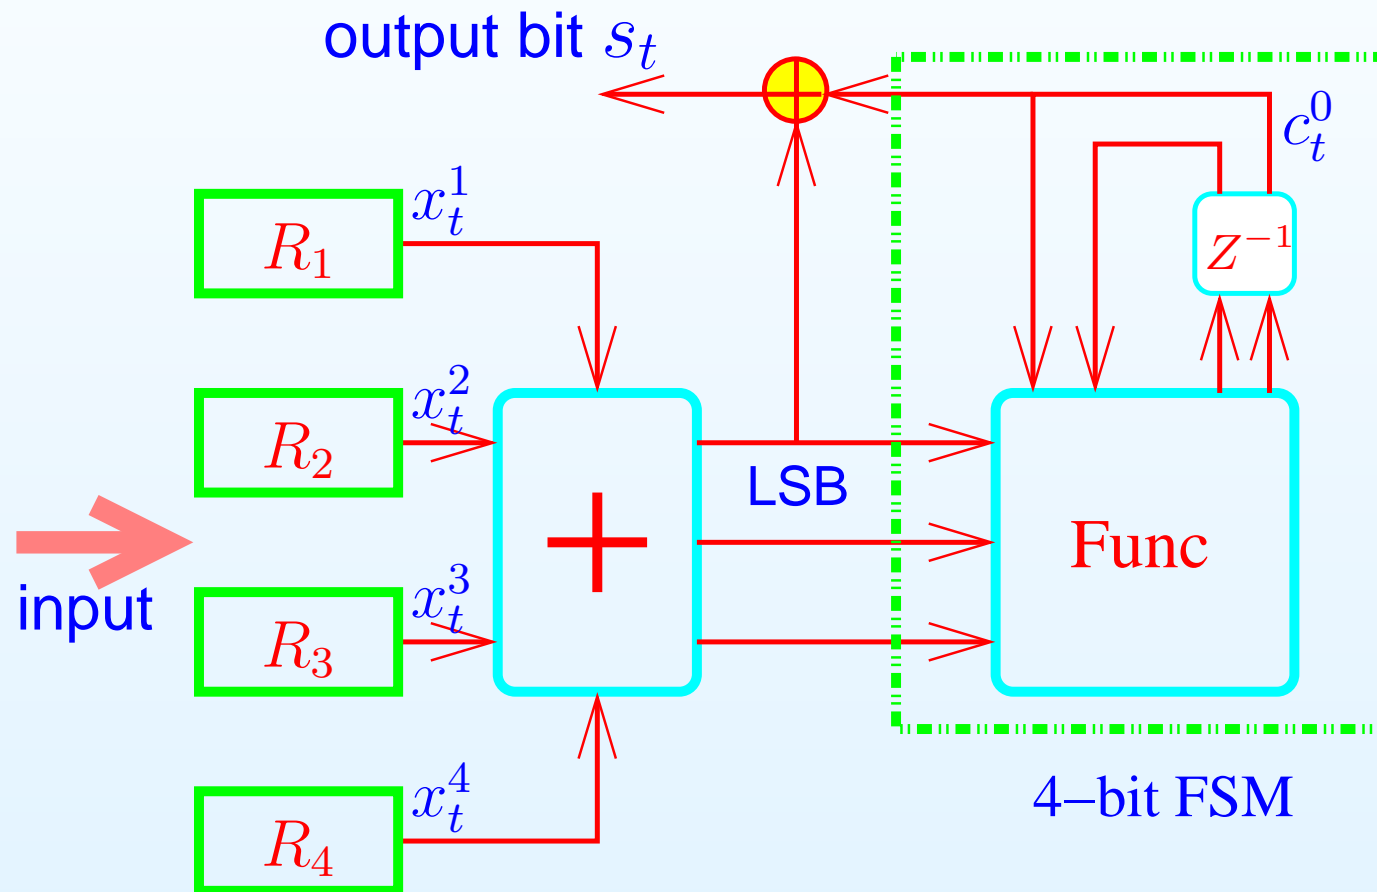 output bit $s_t$
$c_t^0$
$x_t^1$
$R_1$
$Z^{-1}$
$x_t^2$
$R_2$
LSB
+
Func
input
$x_t^3$
$R_3$
$x_t^4$
4–bit FSM
$R_4$